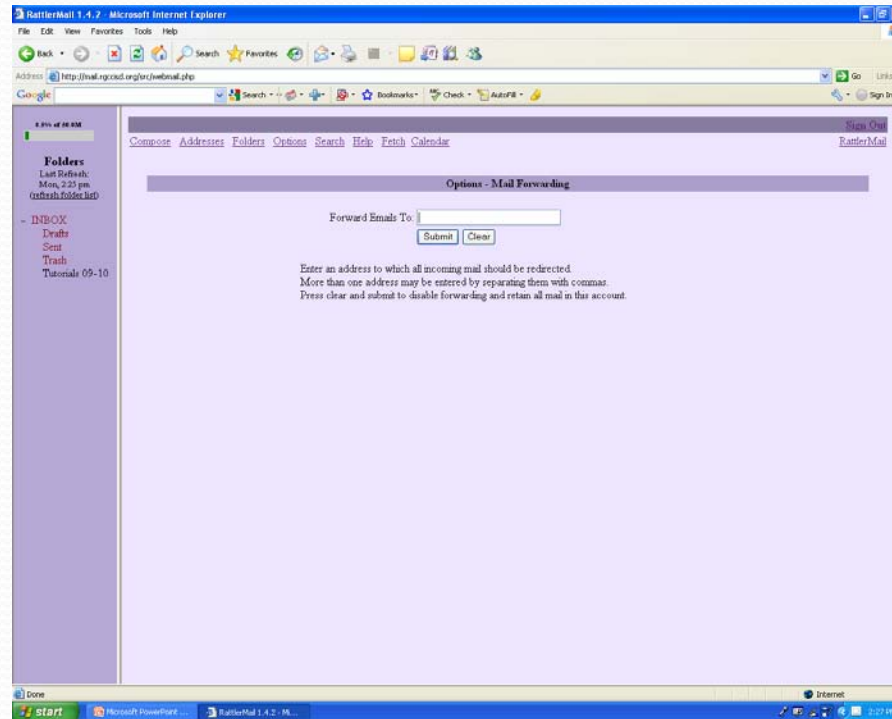 RattlerMail 1.4.2 - Microsoft Internet Explorer
File Edit View Favorites Tools Help
Back Search Favorites
Address http://mail.rgccisd.org/src/webmail.php Go Links
Google Search Bookmarks Check AutoFill Sign In
Sign Out
Compose Addresses Folders Options Search Help Fetch Calendar RattlerMail
Folders
Last Refresh:
Mon, 2:25 pm
(refresh folder list)
- INBOX
Drafts
Sent
Trash
Tutorials 09-10
Options - Mail Forwarding
Forward Emails To:
Submit Clear
Enter an address to which all incoming mail should be redirected.
More than one address may be entered by separating them with commas.
Press clear and submit to disable forwarding and retain all mail in this account.
Done Internet
start Microsoft PowerPoint ... RattlerMail 1.4.2 - Mi... 2:27 P